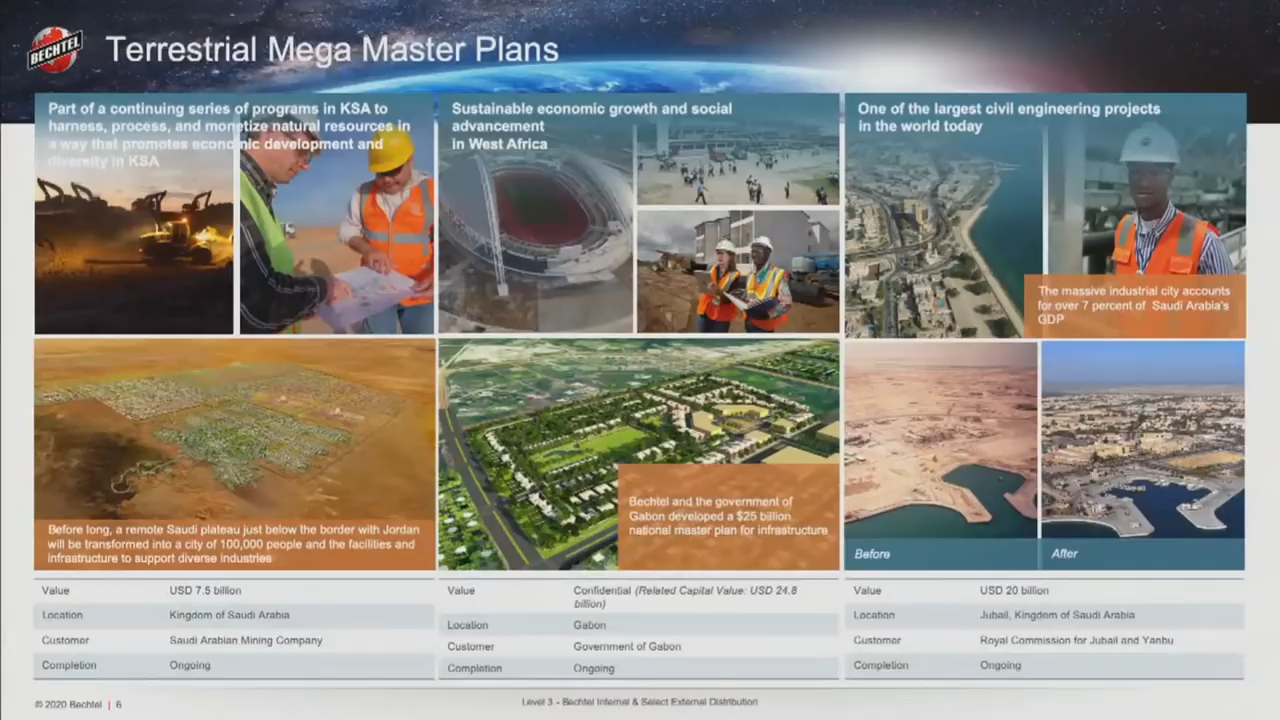 BECHTEL
Terrestrial Mega Master Plans
Part of a continuing series of programs in KSA to
harness, process, and monetize natural resources in
a way that promotes economic development and
diversity in KSA
Before long, a remote Saudi plateau just below the border with Jordan
will be transformed into a city of 100,000 people and the facilities and
infrastructure to support diverse industries
Value USD 7.5 billion
Location Kingdom of Saudi Arabia
Customer Saudi Arabian Mining Company
Completion Ongoing
Sustainable economic growth and social
advancement
in West Africa
Bechtel and the government of
Gabon developed a $25 billion
national master plan for infrastructure
Value Confidential (Related Capital Value: USD 24.8
billion)
Location Gabon
Customer Government of Gabon
Completion Ongoing
One of the largest civil engineering projects
in the world today
The massive industrial city accounts
for over 7 percent of Saudi Arabia's
GDP
Before After
Value USD 20 billion
Location Jubail, Kingdom of Saudi Arabia
Customer Royal Commission for Jubail and Yanbu
Completion Ongoing
© 2020 Bechtel | 6
Level 3 - Bechtel Internal & Select External Distribution